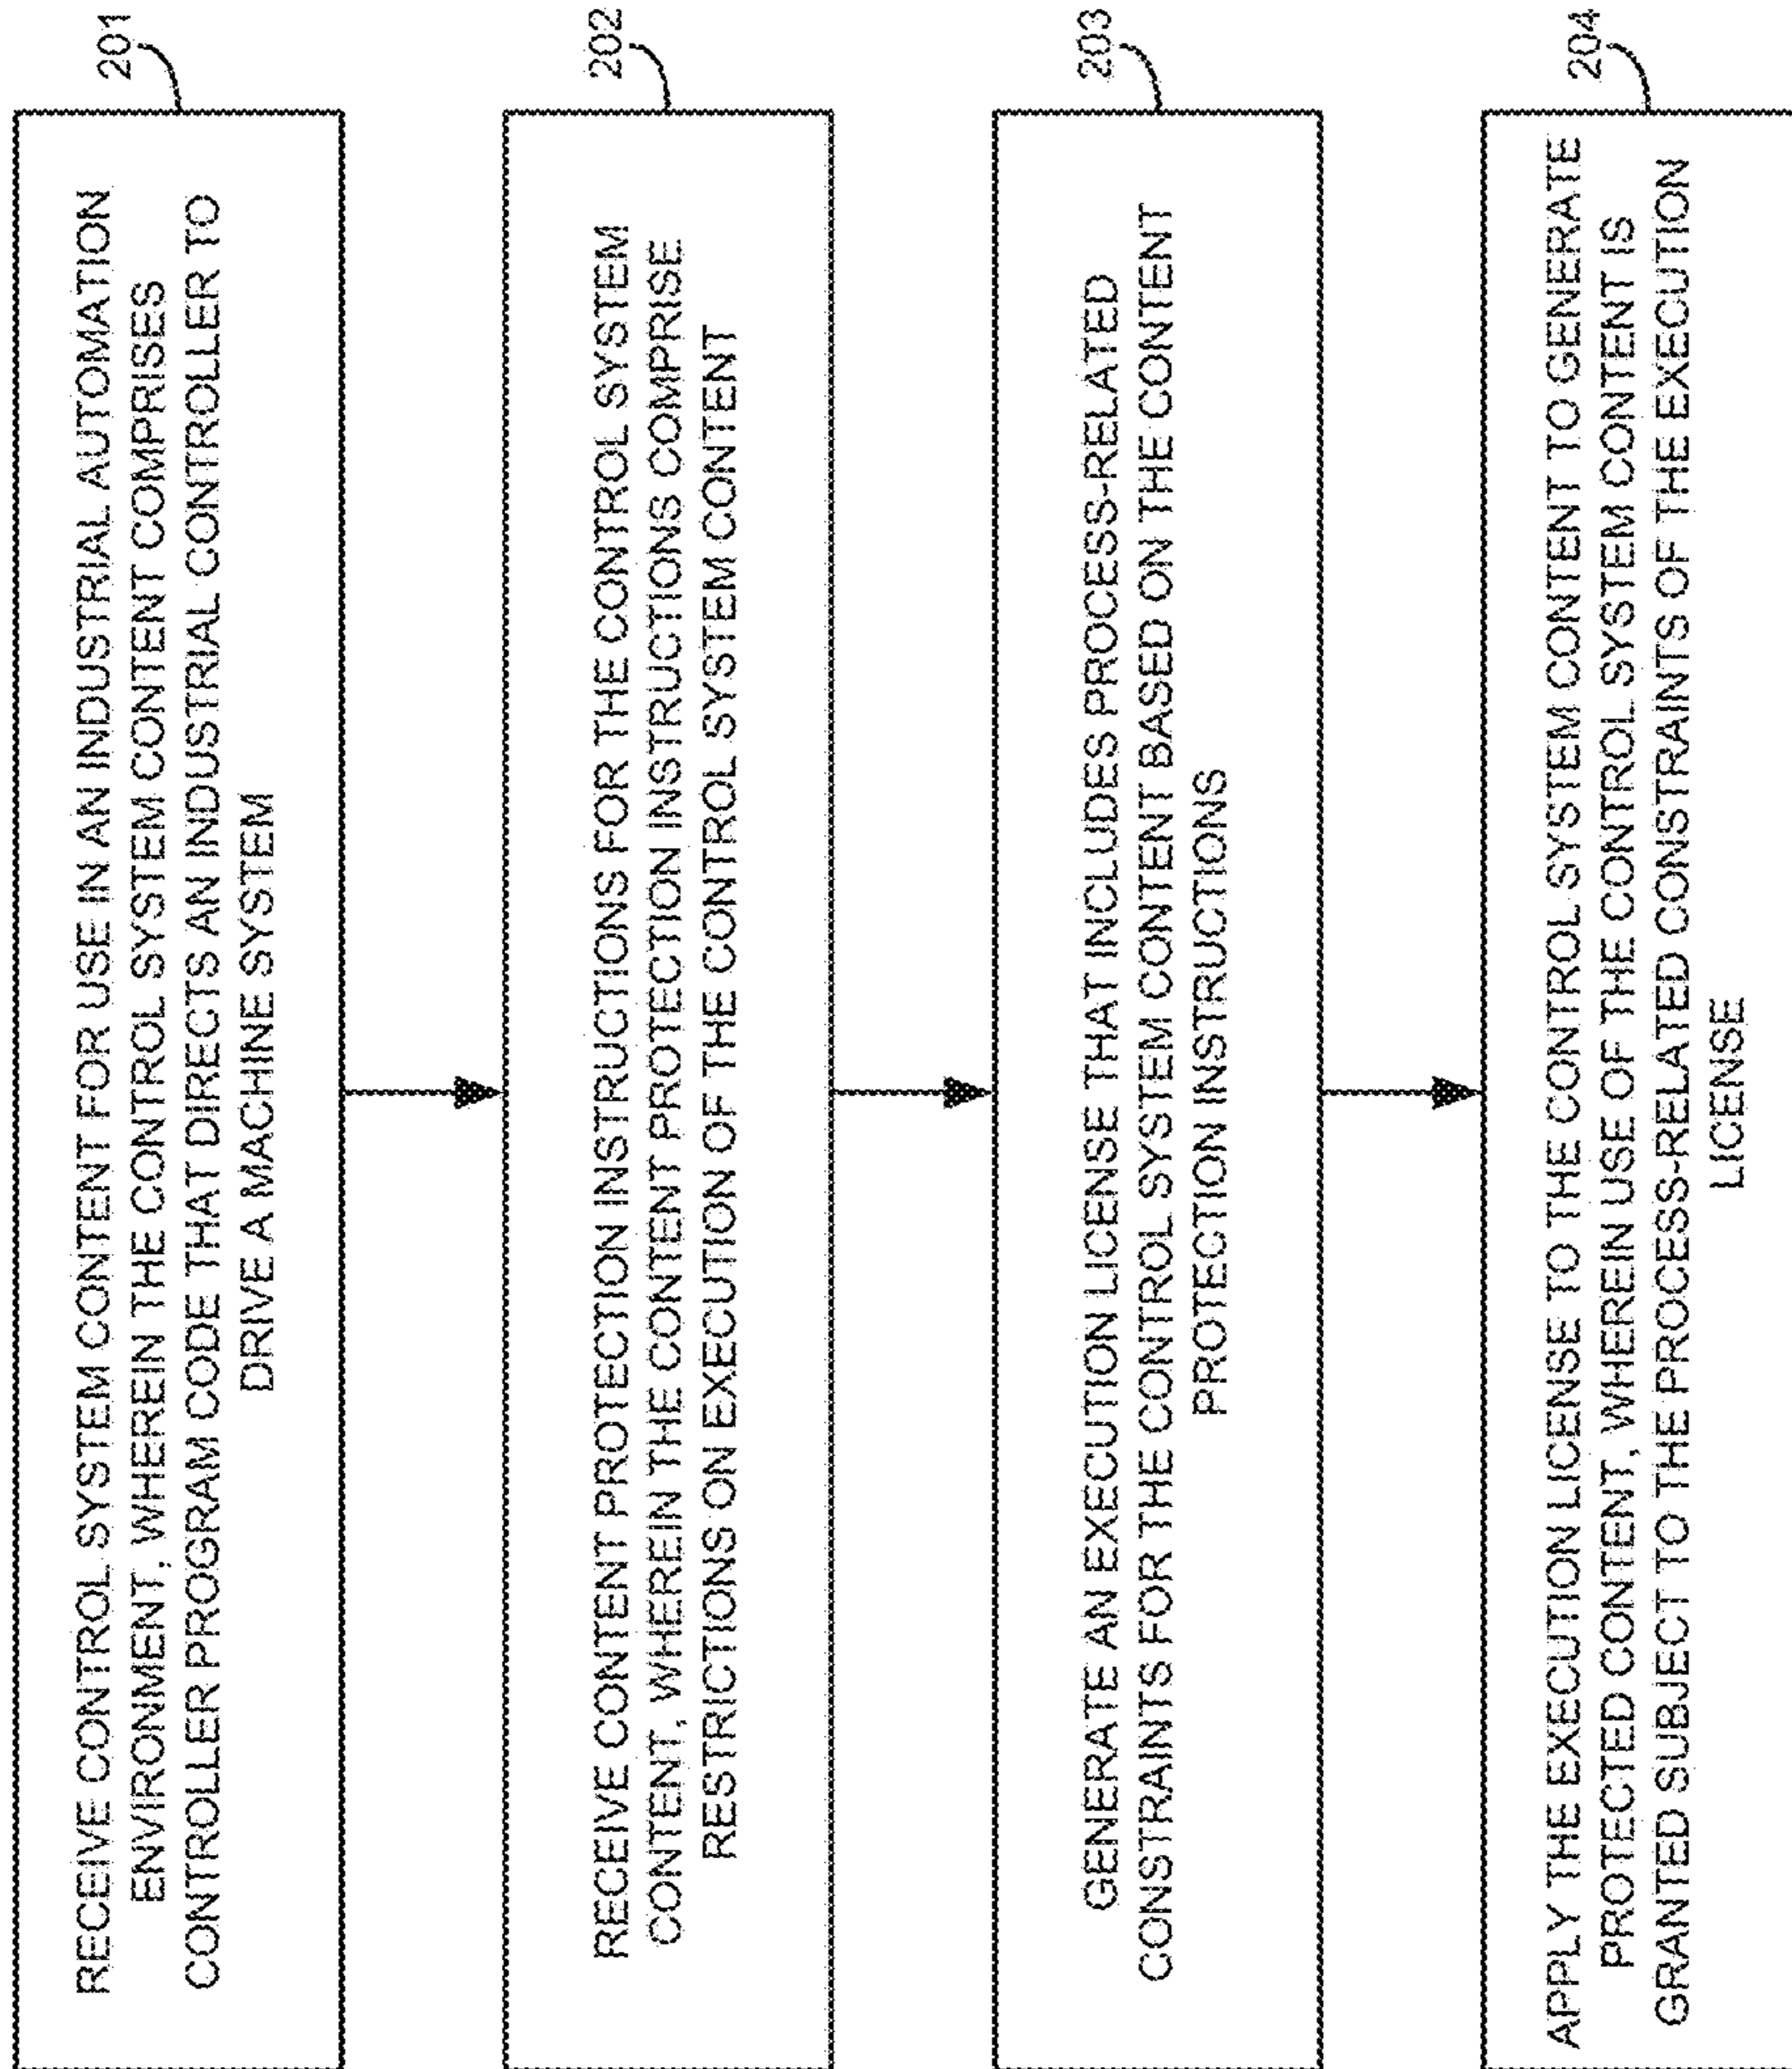 201
RECEIVE CONTROL SYSTEM CONTENT FOR USE IN AN INDUSTRIAL AUTOMATION
ENVIRONMENT, WHEREIN THE CONTROL SYSTEM CONTENT COMPRISES
CONTROLLER PROGRAM CODE THAT DIRECTS AN INDUSTRIAL CONTROLLER TO
DRIVE A MACHINE SYSTEM
202
RECEIVE CONTENT PROTECTION INSTRUCTIONS FOR THE CONTROL SYSTEM
CONTENT, WHEREIN THE CONTENT PROTECTION INSTRUCTIONS COMPRISE
RESTRICTIONS ON EXECUTION OF THE CONTROL SYSTEM CONTENT
203
GENERATE AN EXECUTION LICENSE THAT INCLUDES PROCESS-RELATED
CONSTRAINTS FOR THE CONTROL SYSTEM CONTENT BASED ON THE CONTENT
PROTECTION INSTRUCTIONS
204
APPLY THE EXECUTION LICENSE TO THE CONTROL SYSTEM CONTENT TO GENERATE
PROTECTED CONTENT, WHEREIN USE OF THE CONTROL SYSTEM CONTENT IS
GRANTED SUBJECT TO THE PROCESS-RELATED CONSTRAINTS OF THE EXECUTION
LICENSE